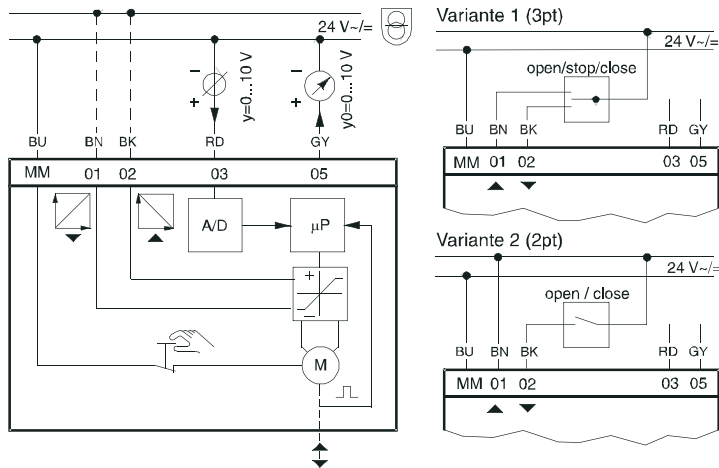 24 V~/=
y=0...10 V
y0=0...10 V
− −
+ +
BU BN BK RD GY
MM 01 02 03 05
A/D µP
+
−
M
Variante 1 (3pt)
24 V~/=
open/stop/close
BU BN BK RD GY
MM 01 02 03 05
Variante 2 (2pt)
24 V~/=
open / close
BU BN BK RD GY
MM 01 02 03 05